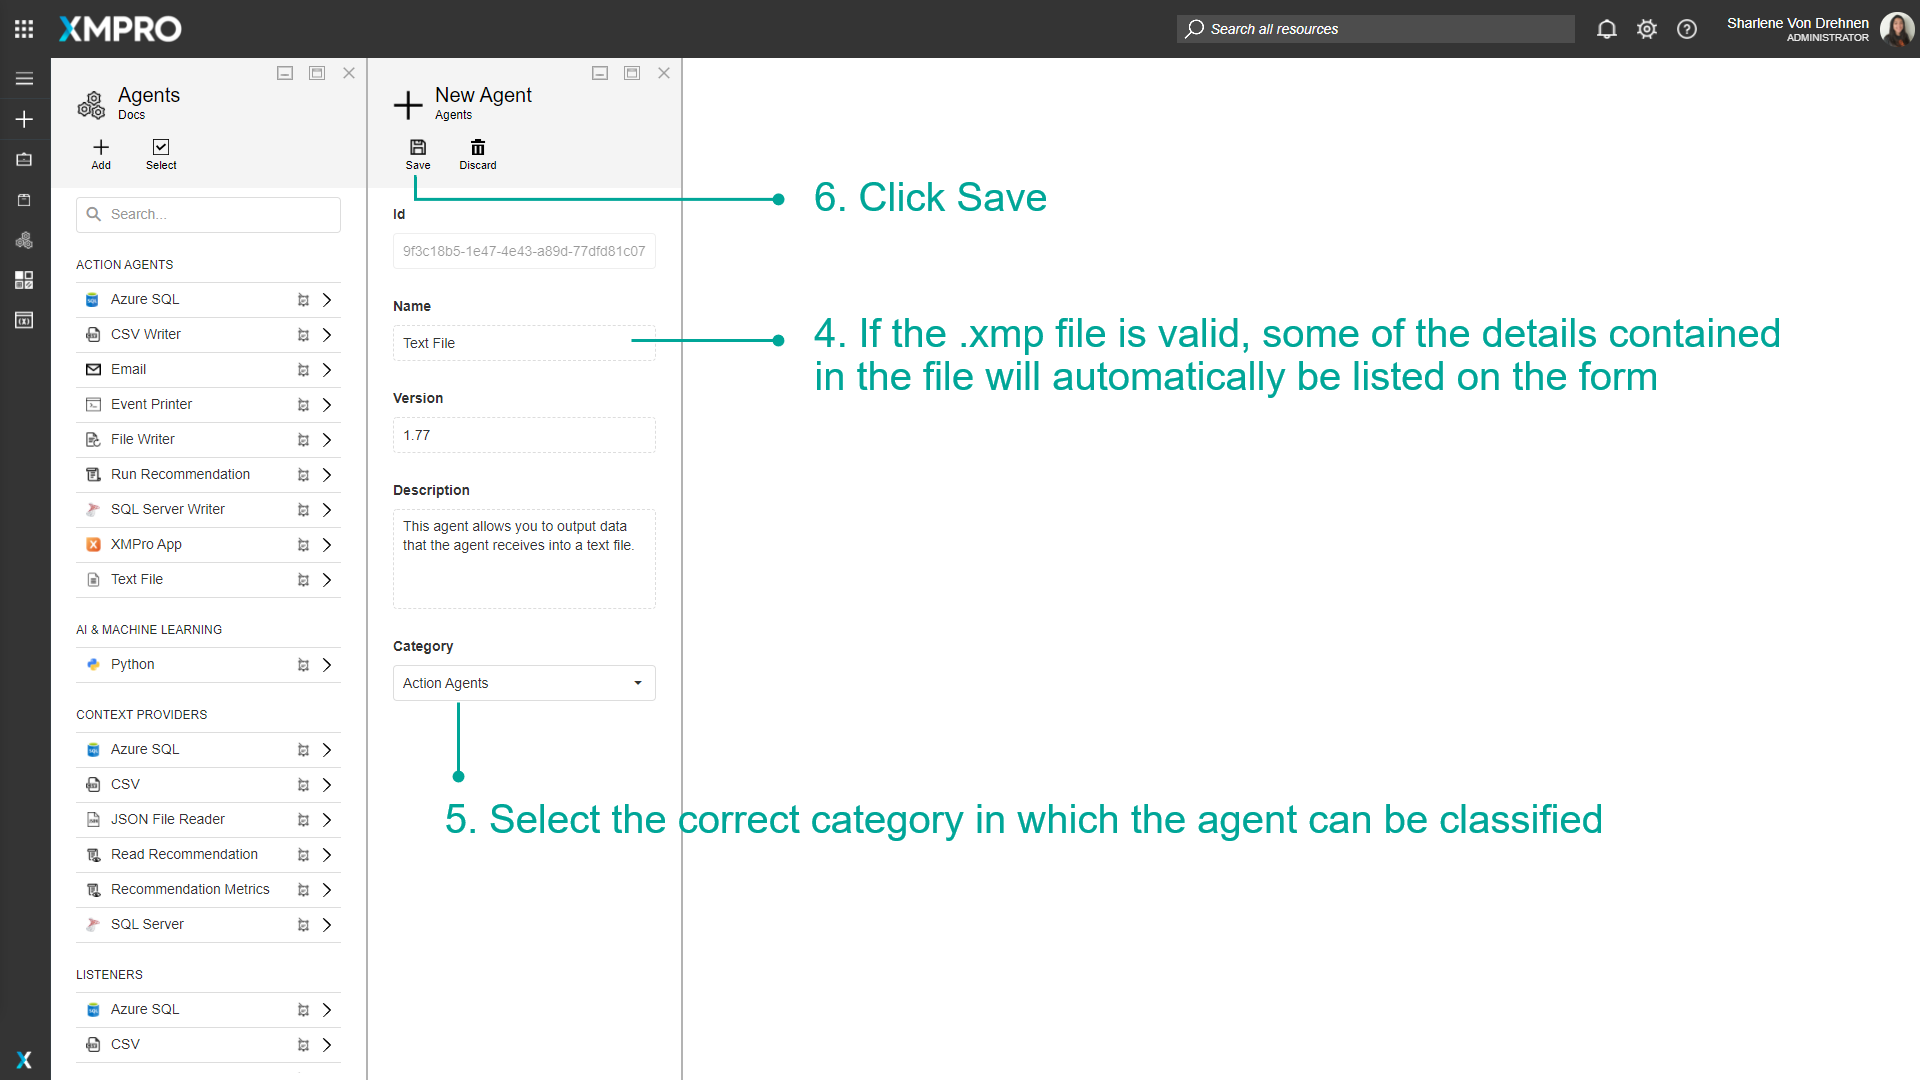 XMPRO
Search all resources
Sharlene Von Drehnen
ADMINISTRATOR
Agents
Docs
Add
Select
Search...
ACTION AGENTS
Azure SQL
CSV Writer
Email
Event Printer
File Writer
Run Recommendation
SQL Server Writer
XMPro App
Text File
AI & MACHINE LEARNING
Python
CONTEXT PROVIDERS
Azure SQL
CSV
JSON File Reader
Read Recommendation
Recommendation Metrics
SQL Server
LISTENERS
Azure SQL
CSV
New Agent
Agents
Save
Discard
Id
9f3c18b5-1e47-4e43-a89d-77dfd81c07
Name
Text File
Version
1.77
Description
This agent allows you to output data
that the agent receives into a text file.
Category
Action Agents
6. Click Save
4. If the .xmp file is valid, some of the details contained
in the file will automatically be listed on the form
5. Select the correct category in which the agent can be classified